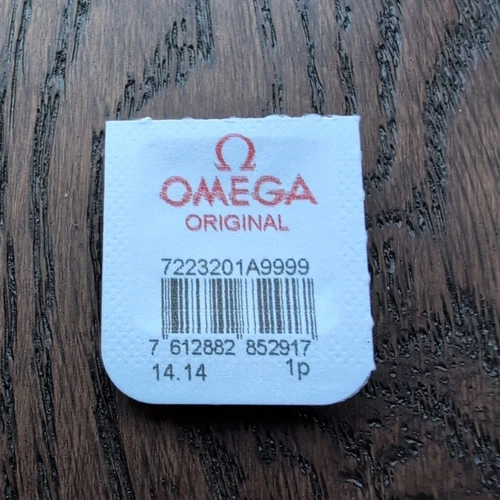 Ω
OMEGA
ORIGINAL
7223201A9999
7 612882 852917
14.14 1p